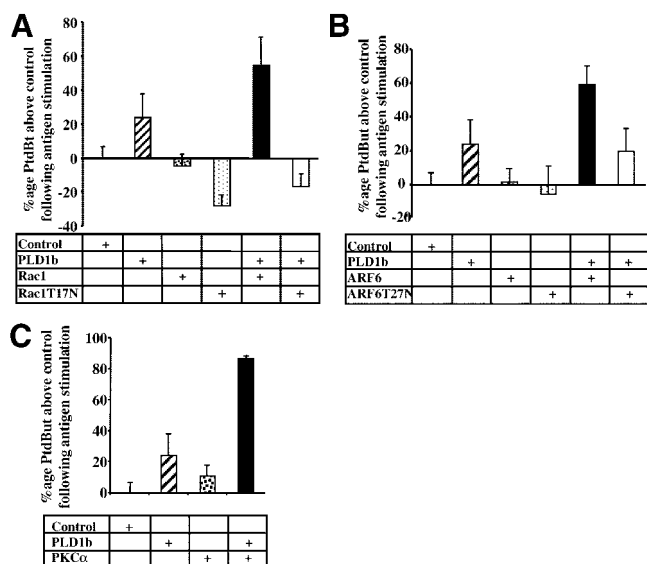 A
%age PtdBt above control
following antigen stimulation
80
60
40
20
0
-20
-40
Control +
PLD1b + + +
Rac1 + +
Rac1T17N + +
B
%age PtdBut above control
following antigen stimulation
80
60
40
20
0
-20
Control +
PLD1b + + +
ARF6 + +
ARF6T27N + +
C
%age PtdBut above control
following antigen stimulation
100
80
60
40
20
0
Control +
PLD1b + +
PKCα + +